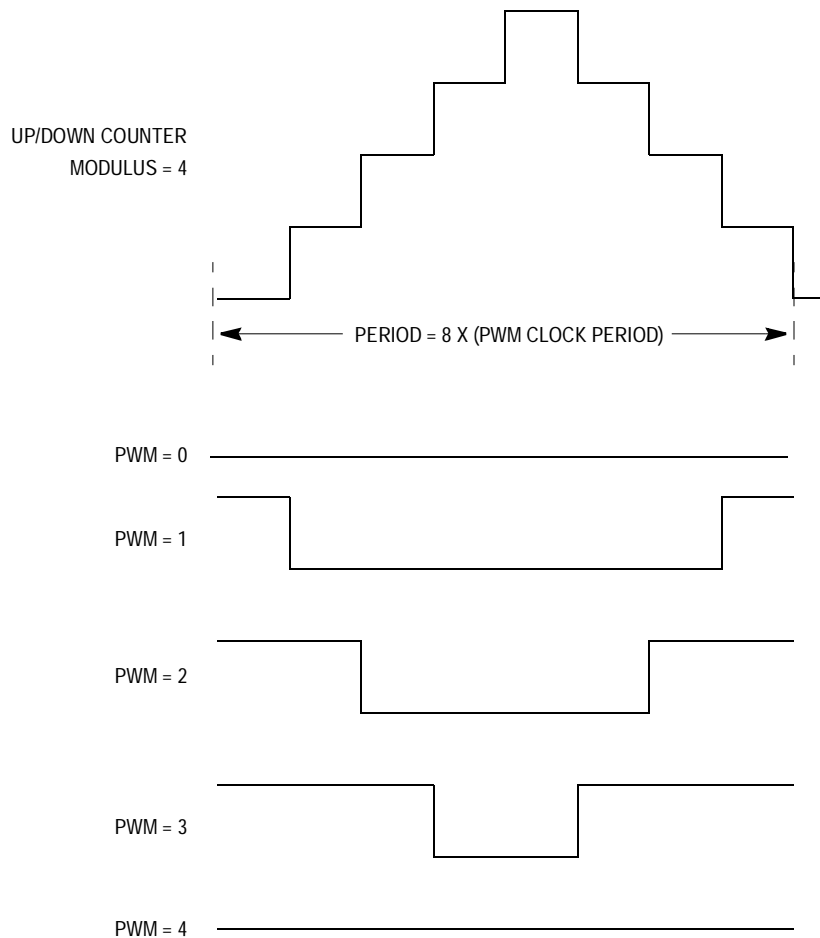 UP/DOWN COUNTER
MODULUS = 4
PERIOD = 8 X (PWM CLOCK PERIOD)
PWM = 0
PWM = 1
PWM = 2
PWM = 3
PWM = 4